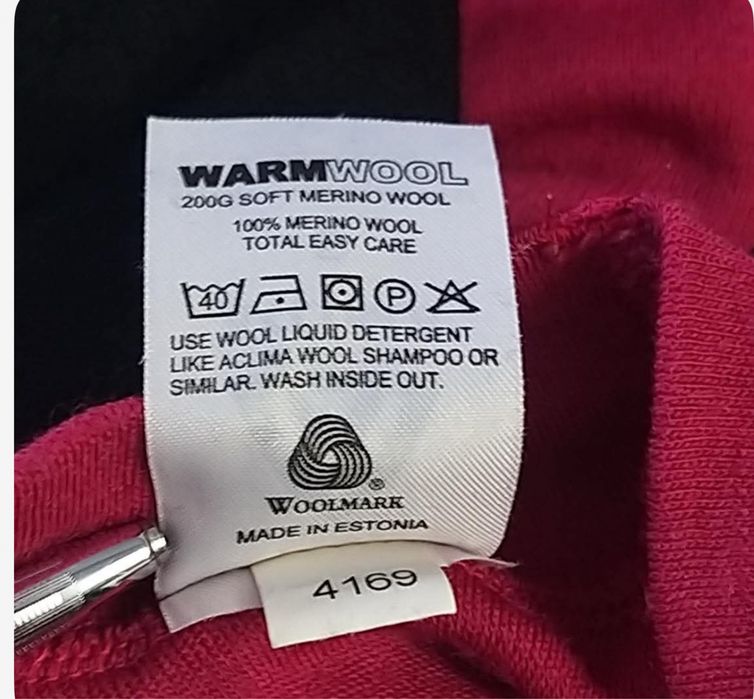 WARMWOOL
200G SOFT MERINO WOOL
100% MERINO WOOL
TOTAL EASY CARE
40 P
USE WOOL LIQUID DETERGENT
LIKE ACLIMA WOOL SHAMPOO OR
SIMILAR. WASH INSIDE OUT.
®
WOOLMARK
MADE IN ESTONIA
4169